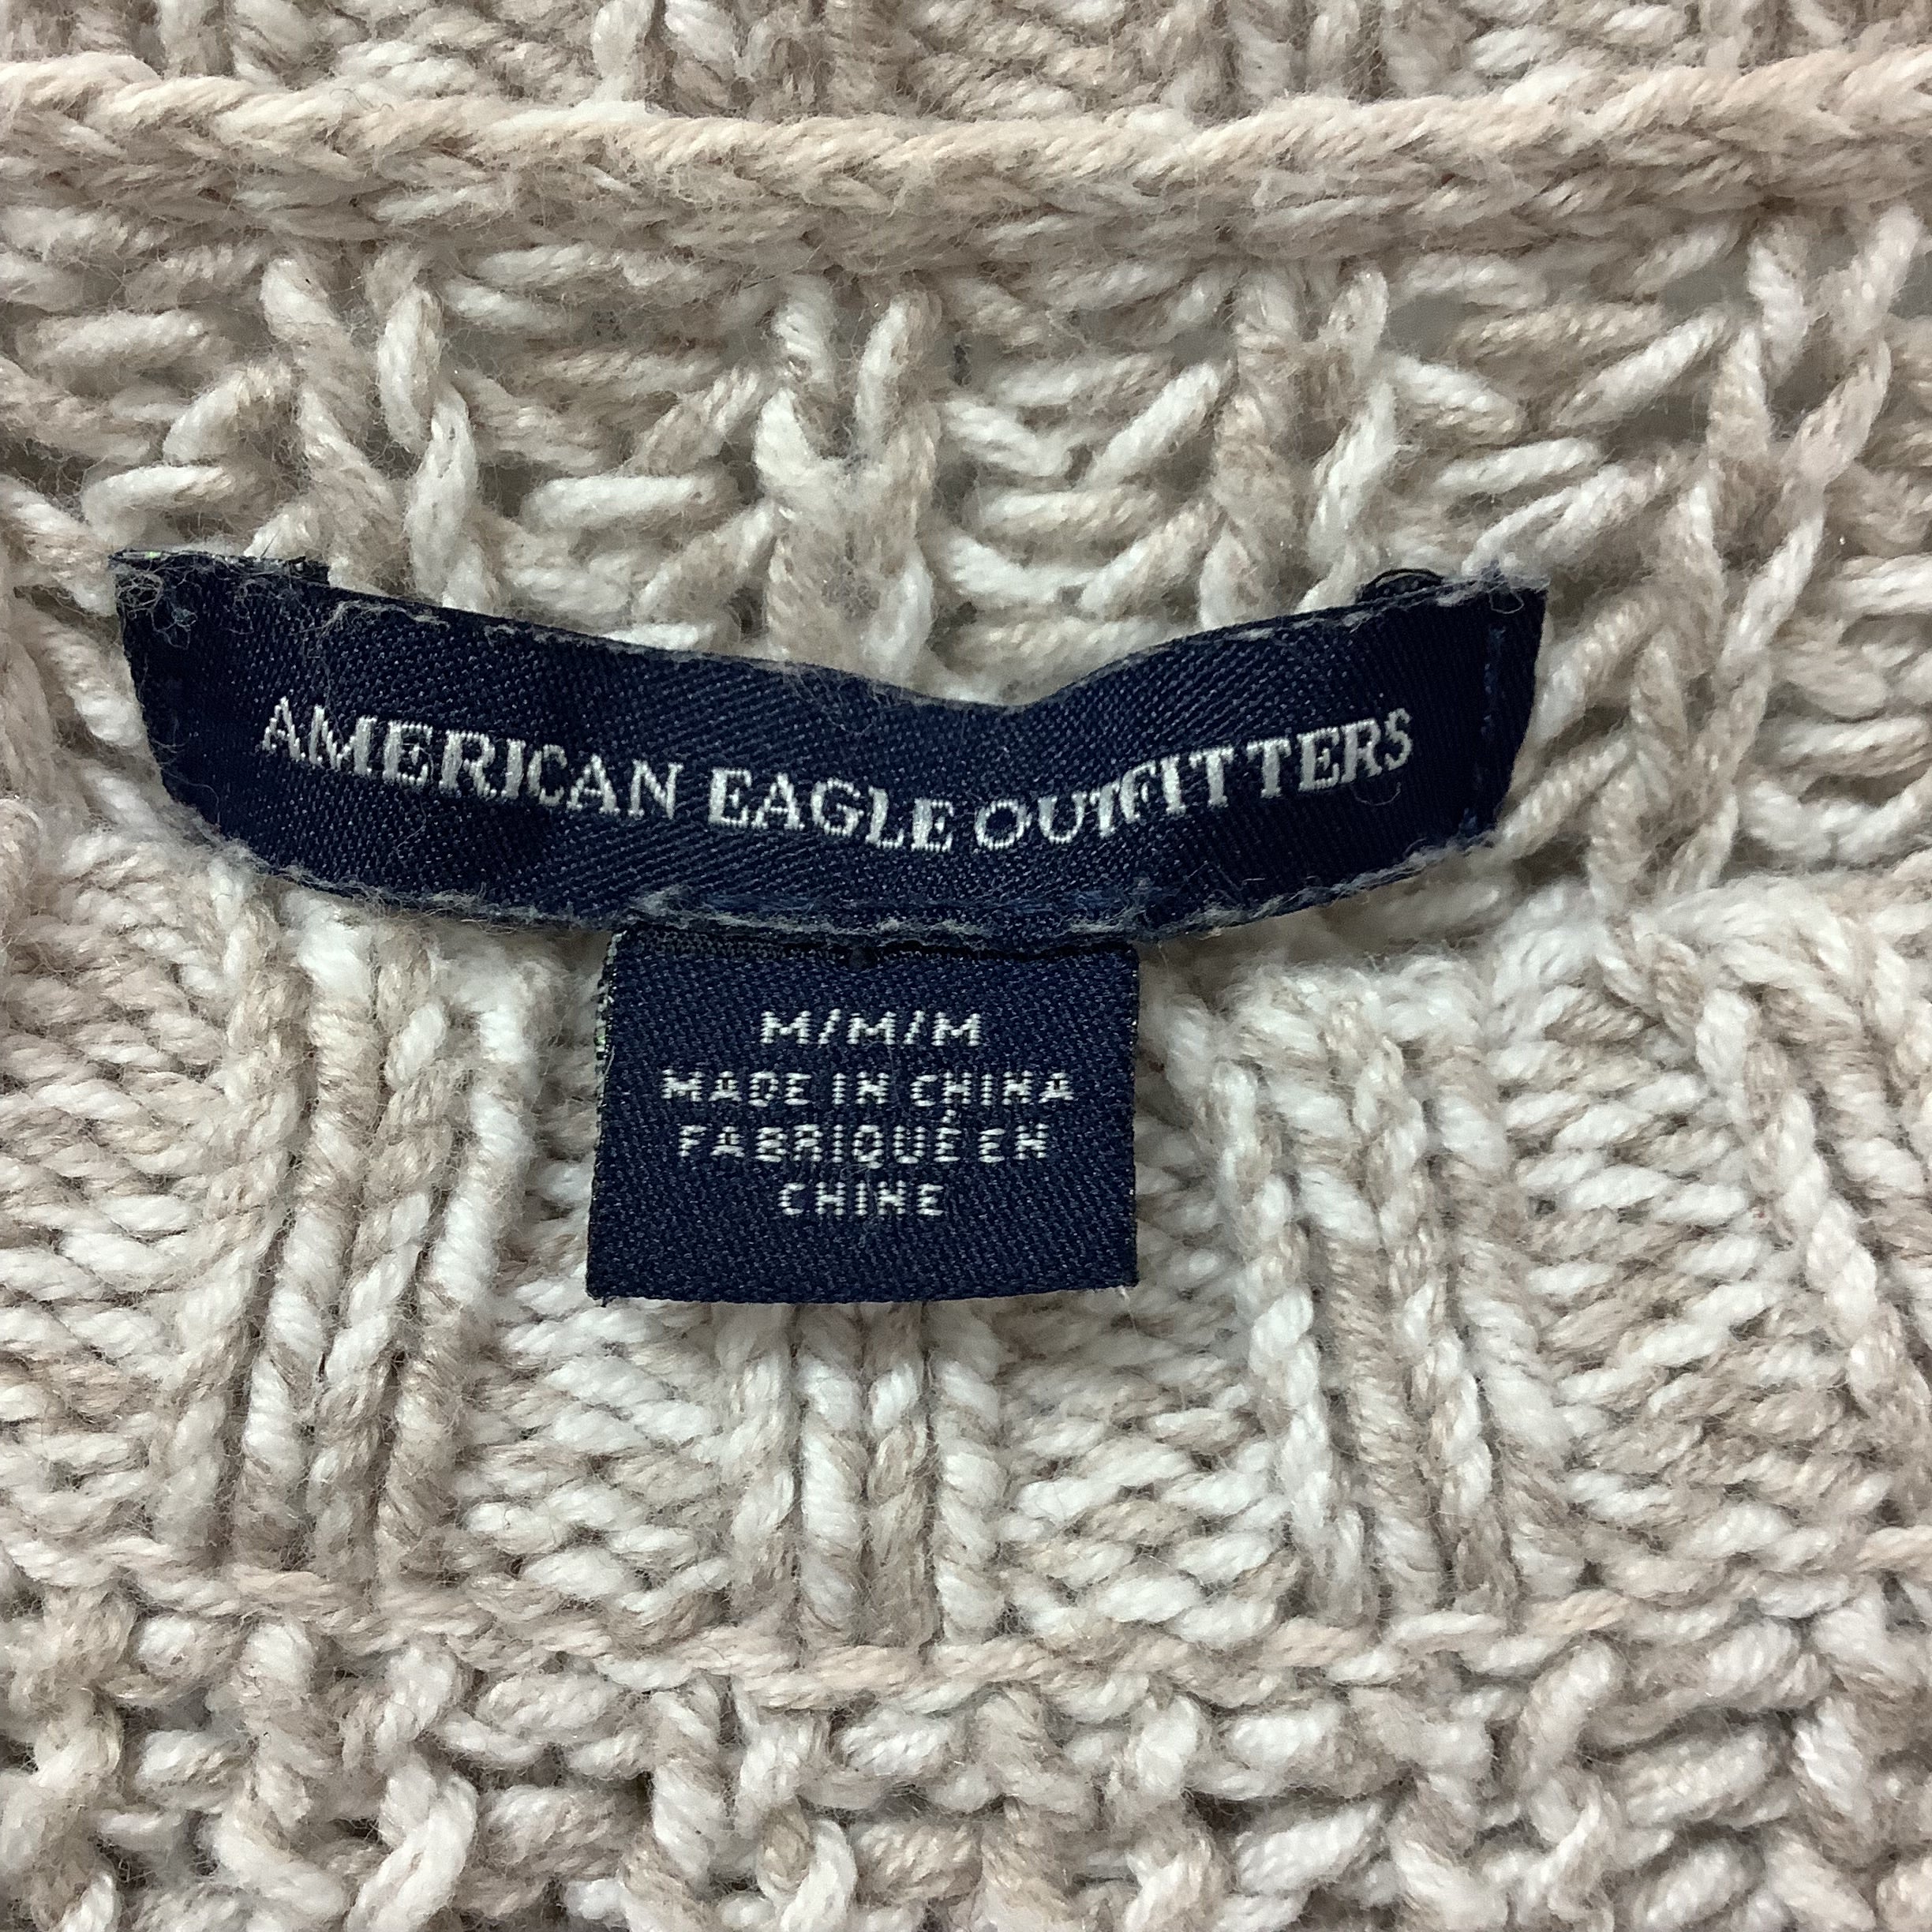 AMERICAN EAGLE OUTFITTERS
M/M/M
MADE IN CHINA
FABRIQUÉ EN
CHINE